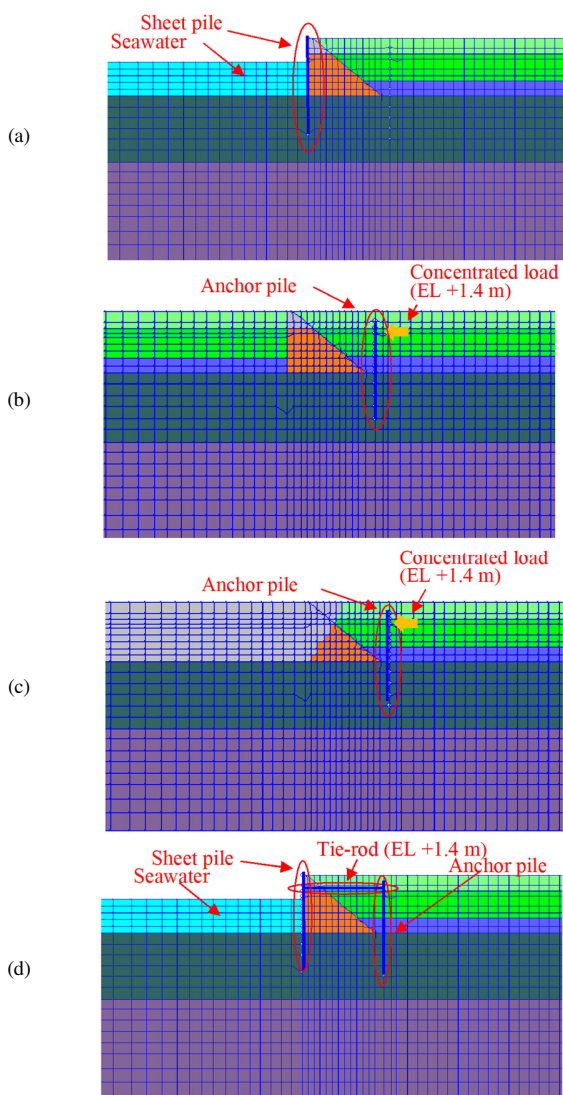 Sheet pile
Seawater
(a)
Concentrated load
(EL +1.4 m)
Anchor pile
(b)
Concentrated load
(EL +1.4 m)
Anchor pile
(c)
Tie-rod (EL +1.4 m)
Sheet pile
Anchor pile
Seawater
(d)